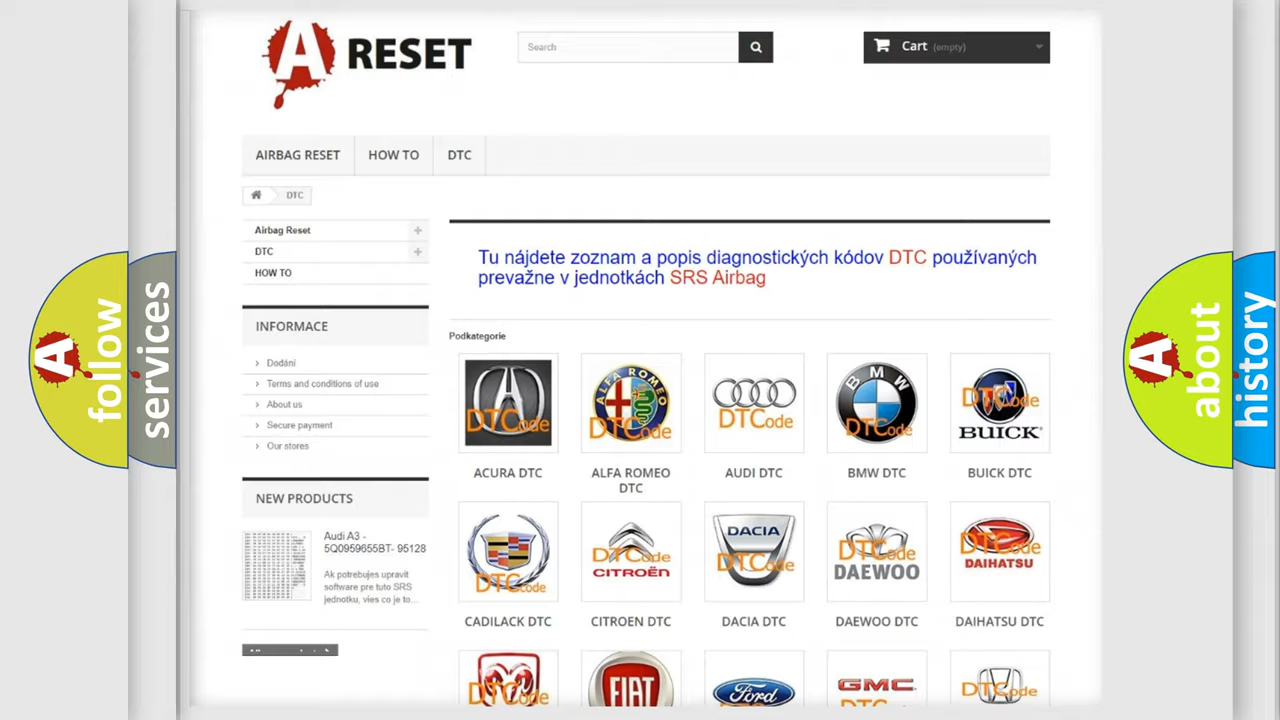 A RESET
Search
Cart (empty)
AIRBAG RESET
HOW TO
DTC
DTC
Airbag Reset
DTC
HOW TO
INFORMACE
Dodání
Terms and conditions of use
About us
Secure payment
Our stores
NEW PRODUCTS
Audi A3 -
5Q0959655BT- 95128
Ak potrebujes upravit
software pre tuto SRS
jednotku, vies co je to...
Tu nájdete zoznam a popis diagnostických kódov DTC používaných
prevažne v jednotkách SRS Airbag
Podkategorie
DTCode
ALFA ROMEO
DTCode
DTCode
BMW
DTCode
DTCode
BUICK
ACURA DTC
ALFA ROMEO
DTC
AUDI DTC
BMW DTC
BUICK DTC
DTCode
DTCode
CITROËN
DACIA
DTCode
DTCode
DAEWOO
DTCode
DAIHATSU
CADILACK DTC
CITROEN DTC
DACIA DTC
DAEWOO DTC
DAIHATSU DTC
DTCode
FIAT
Ford
GMC
DTCode
A follow
services
A about
history